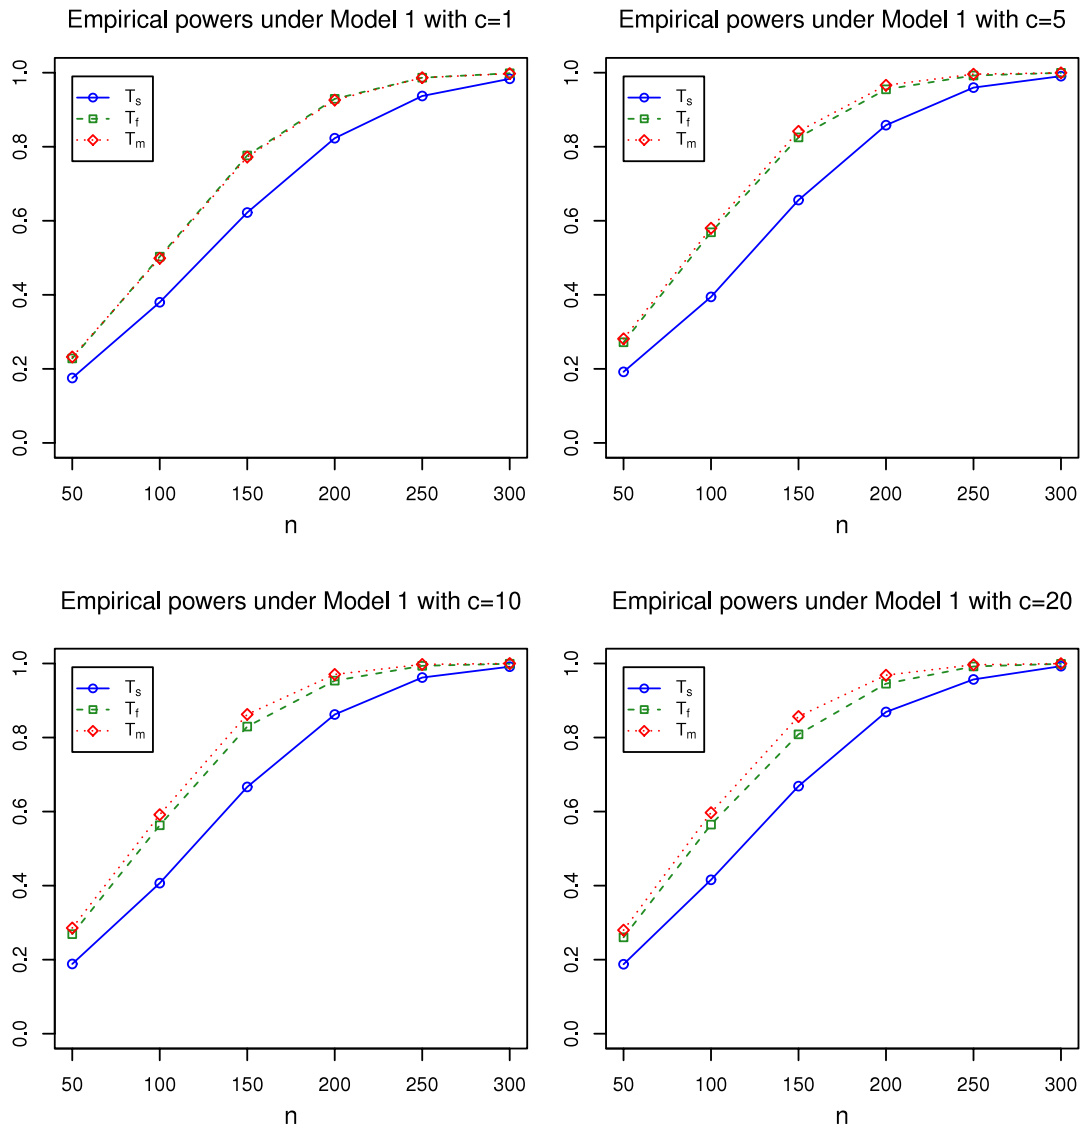 Empirical powers under Model 1 with c=1
1.0
0.8
0.6
0.4
0.2
0.0
T_s
T_f
T_m
50 100 150 200 250 300
n
Empirical powers under Model 1 with c=5
1.0
0.8
0.6
0.4
0.2
0.0
T_s
T_f
T_m
50 100 150 200 250 300
n
Empirical powers under Model 1 with c=10
1.0
0.8
0.6
0.4
0.2
0.0
T_s
T_f
T_m
50 100 150 200 250 300
n
Empirical powers under Model 1 with c=20
1.0
0.8
0.6
0.4
0.2
0.0
T_s
T_f
T_m
50 100 150 200 250 300
n